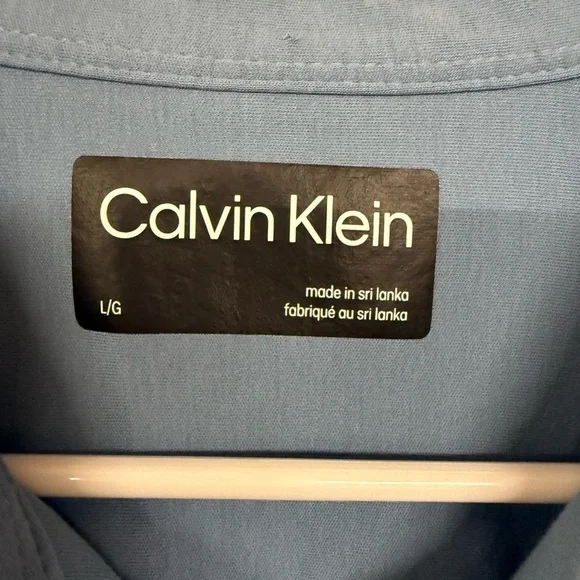 Calvin Klein
made in sri lanka
L/G
fabriqué au sri lanka